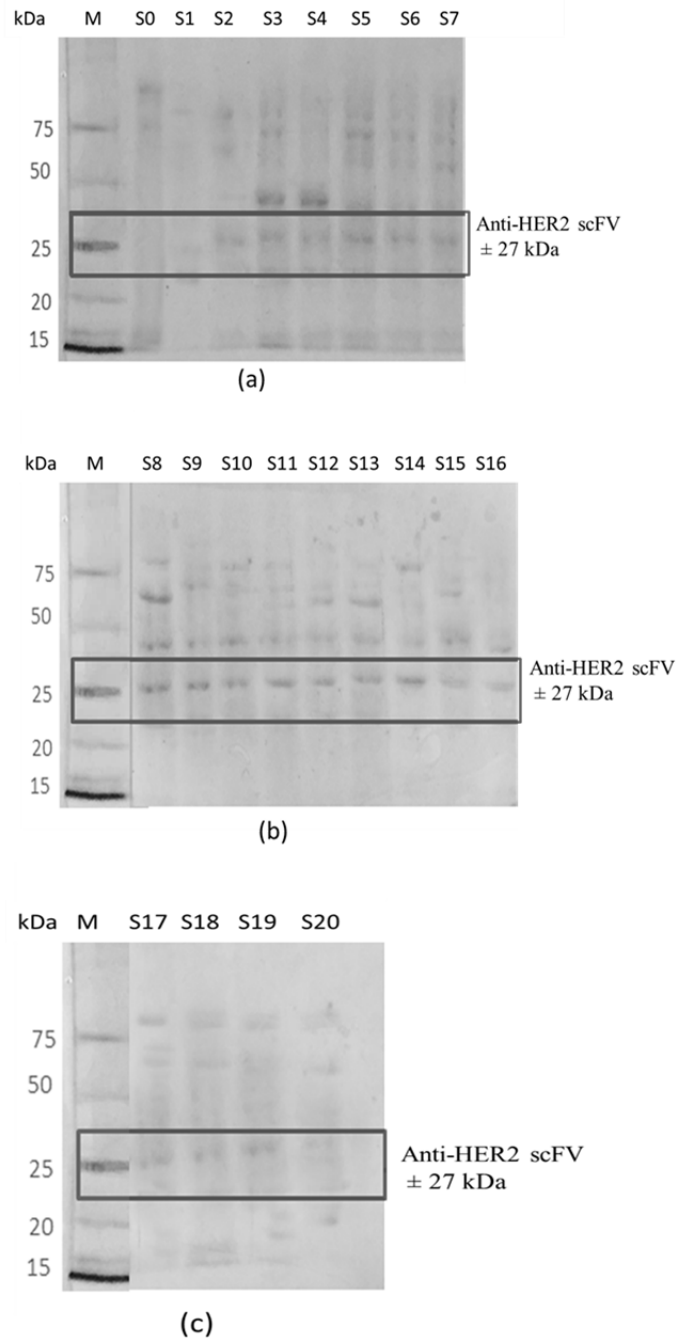 kDa M S0 S1 S2 S3 S4 S5 S6 S7
75
50
Anti-HER2 scFV
25 ± 27 kDa
20
15
(a)
kDa M S8 S9 S10 S11 S12 S13 S14 S15 S16
75
50
Anti-HER2 scFV
25 ± 27 kDa
20
15
(b)
kDa M S17 S18 S19 S20
75
50
Anti-HER2 scFV
25 ± 27 kDa
20
15
(c)